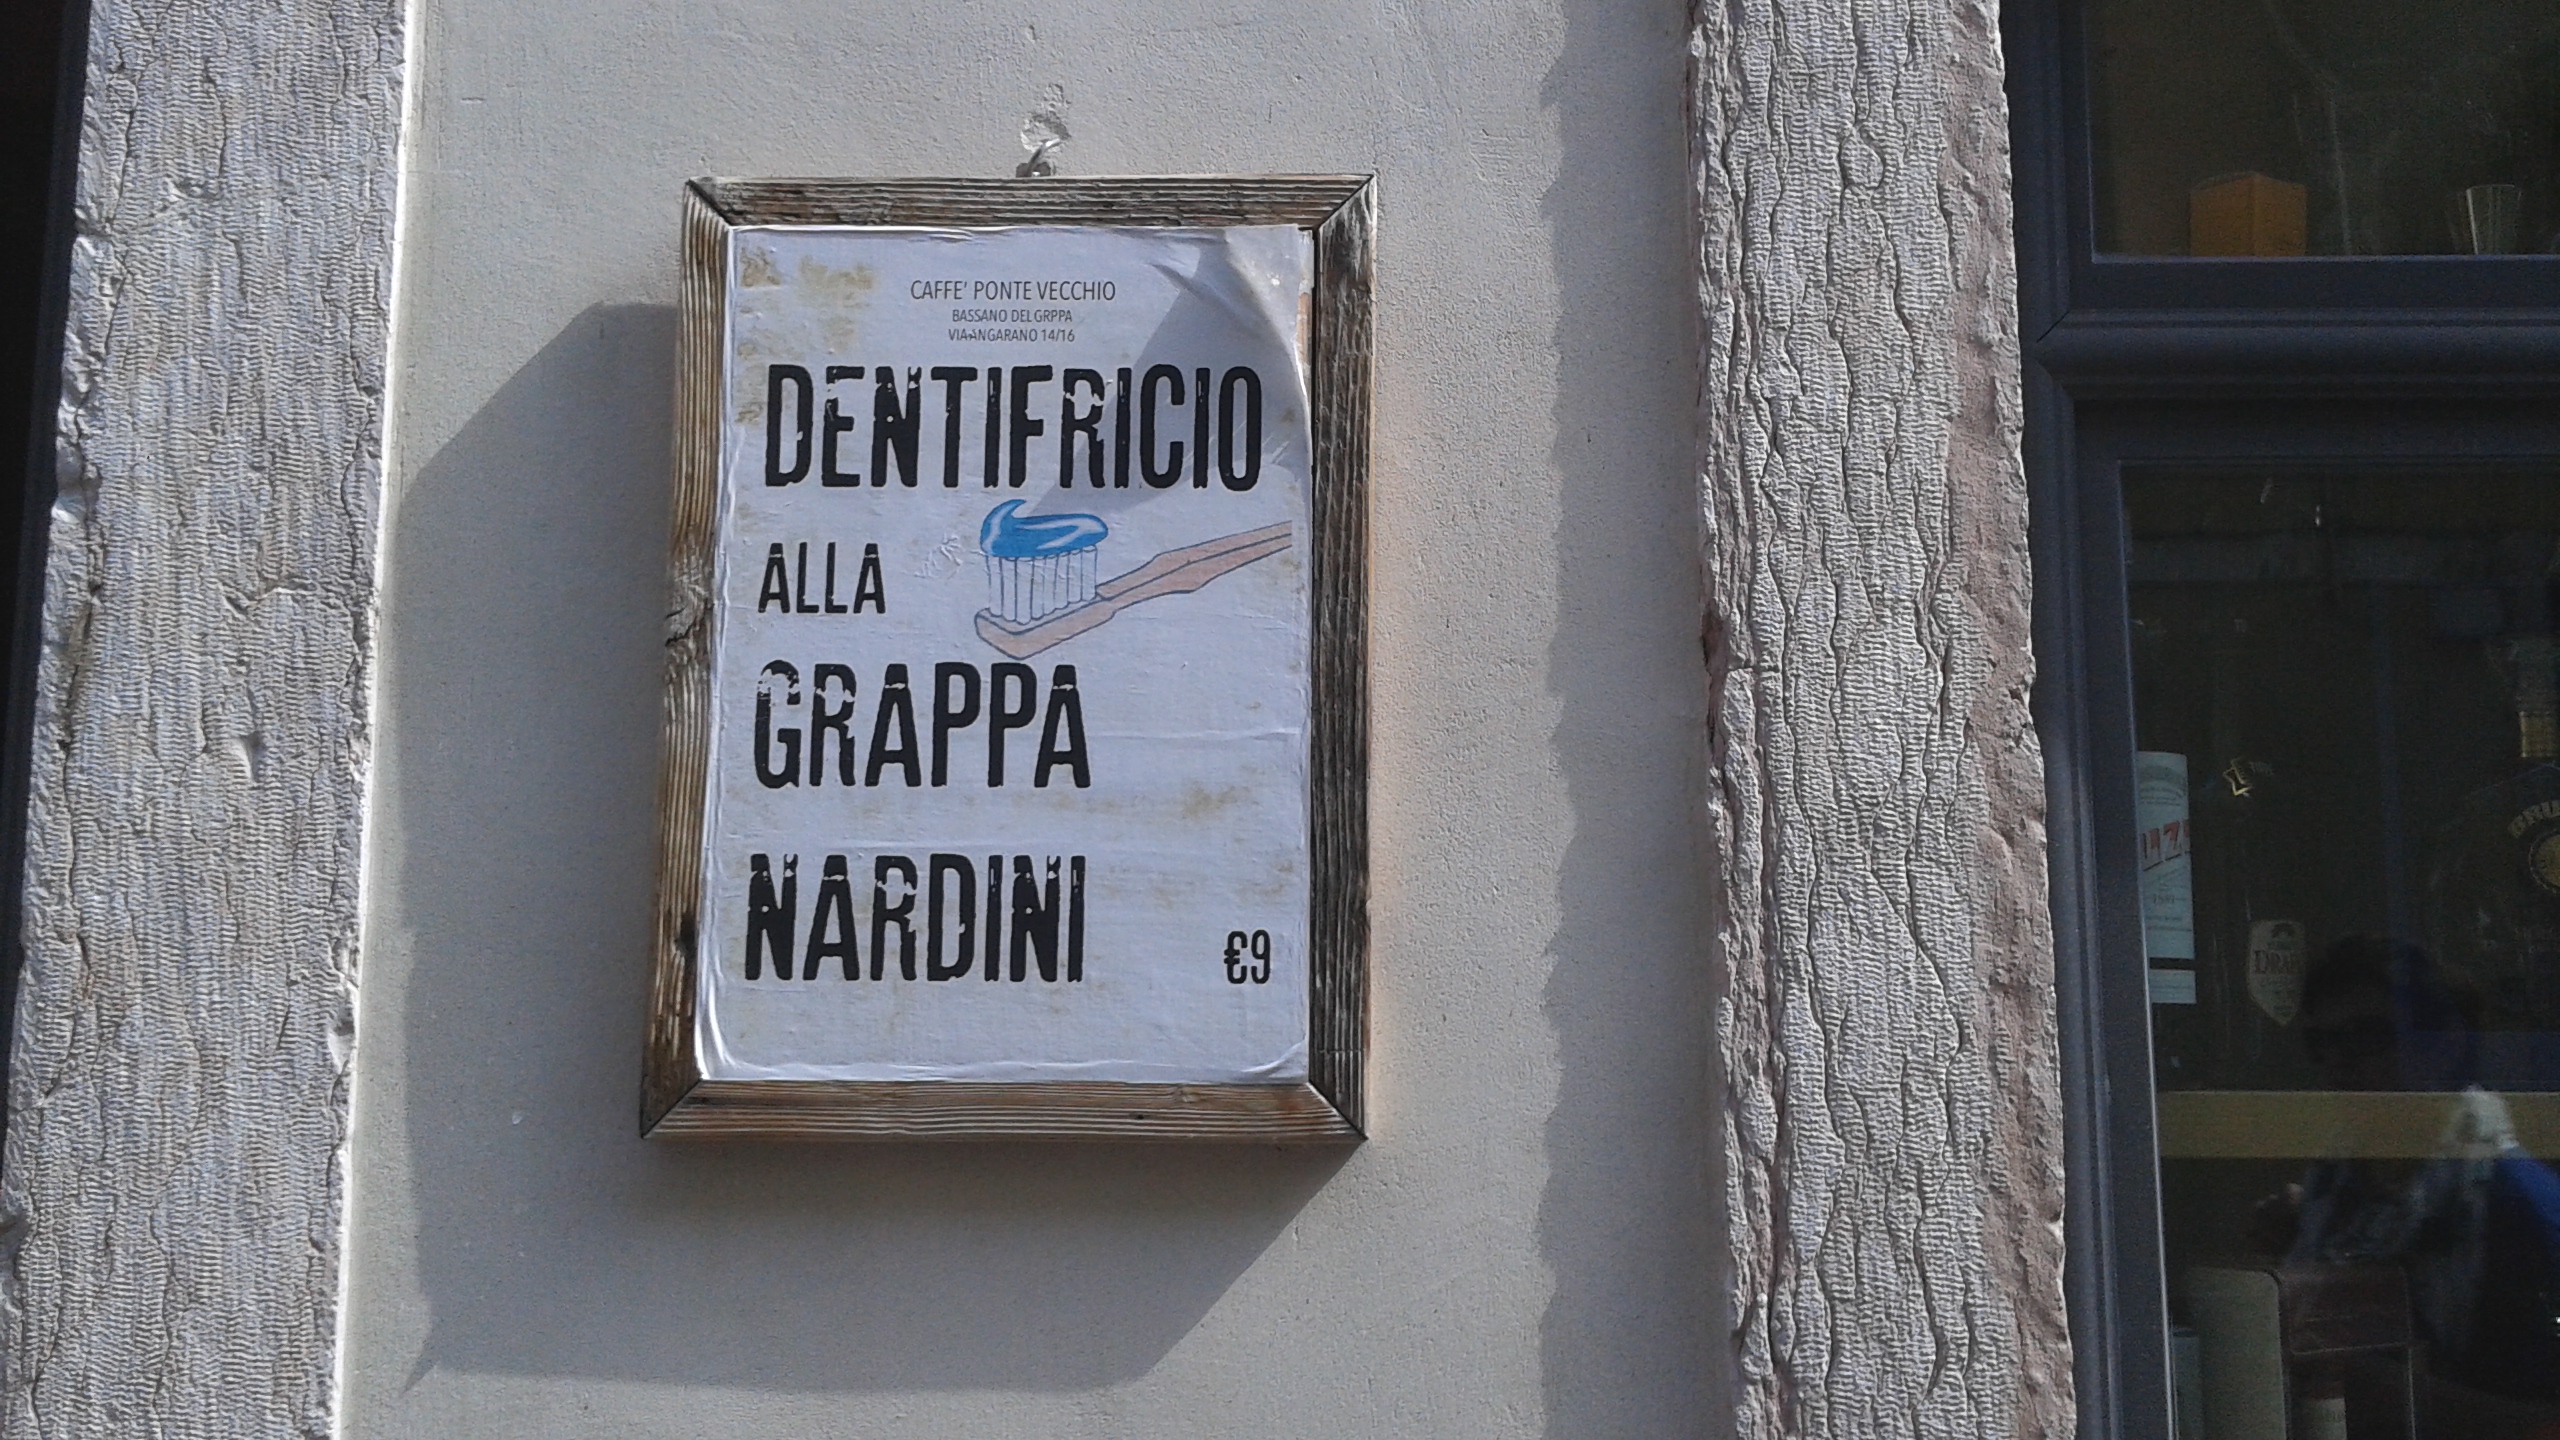 CAFFE' PONTE VECCHIO
BASSANO DEL GRPPA
VIA ANGARANO 14/16
DENTIFRICIO
ALLA
GRAPPA
NARDINI
€9